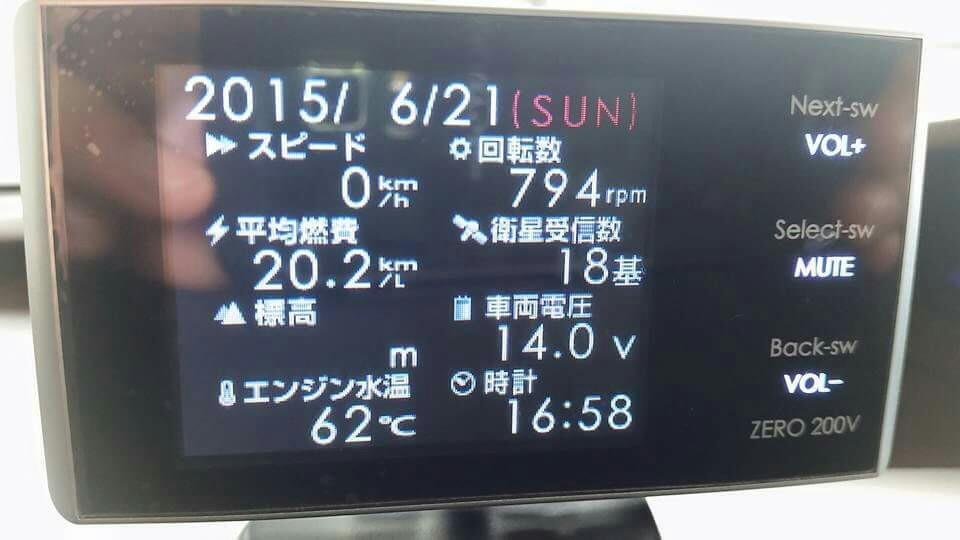 2015/ 6/21(SUN)
スピード
0km/h
回転数
794rpm
平均燃費
20.2km/L
衛星受信数
18基
標高
m
車両電圧
14.0 V
エンジン水温
62℃
時計
16:58
Next-sw
VOL+
Select-sw
MUTE
Back-sw
VOL-
ZERO 200V